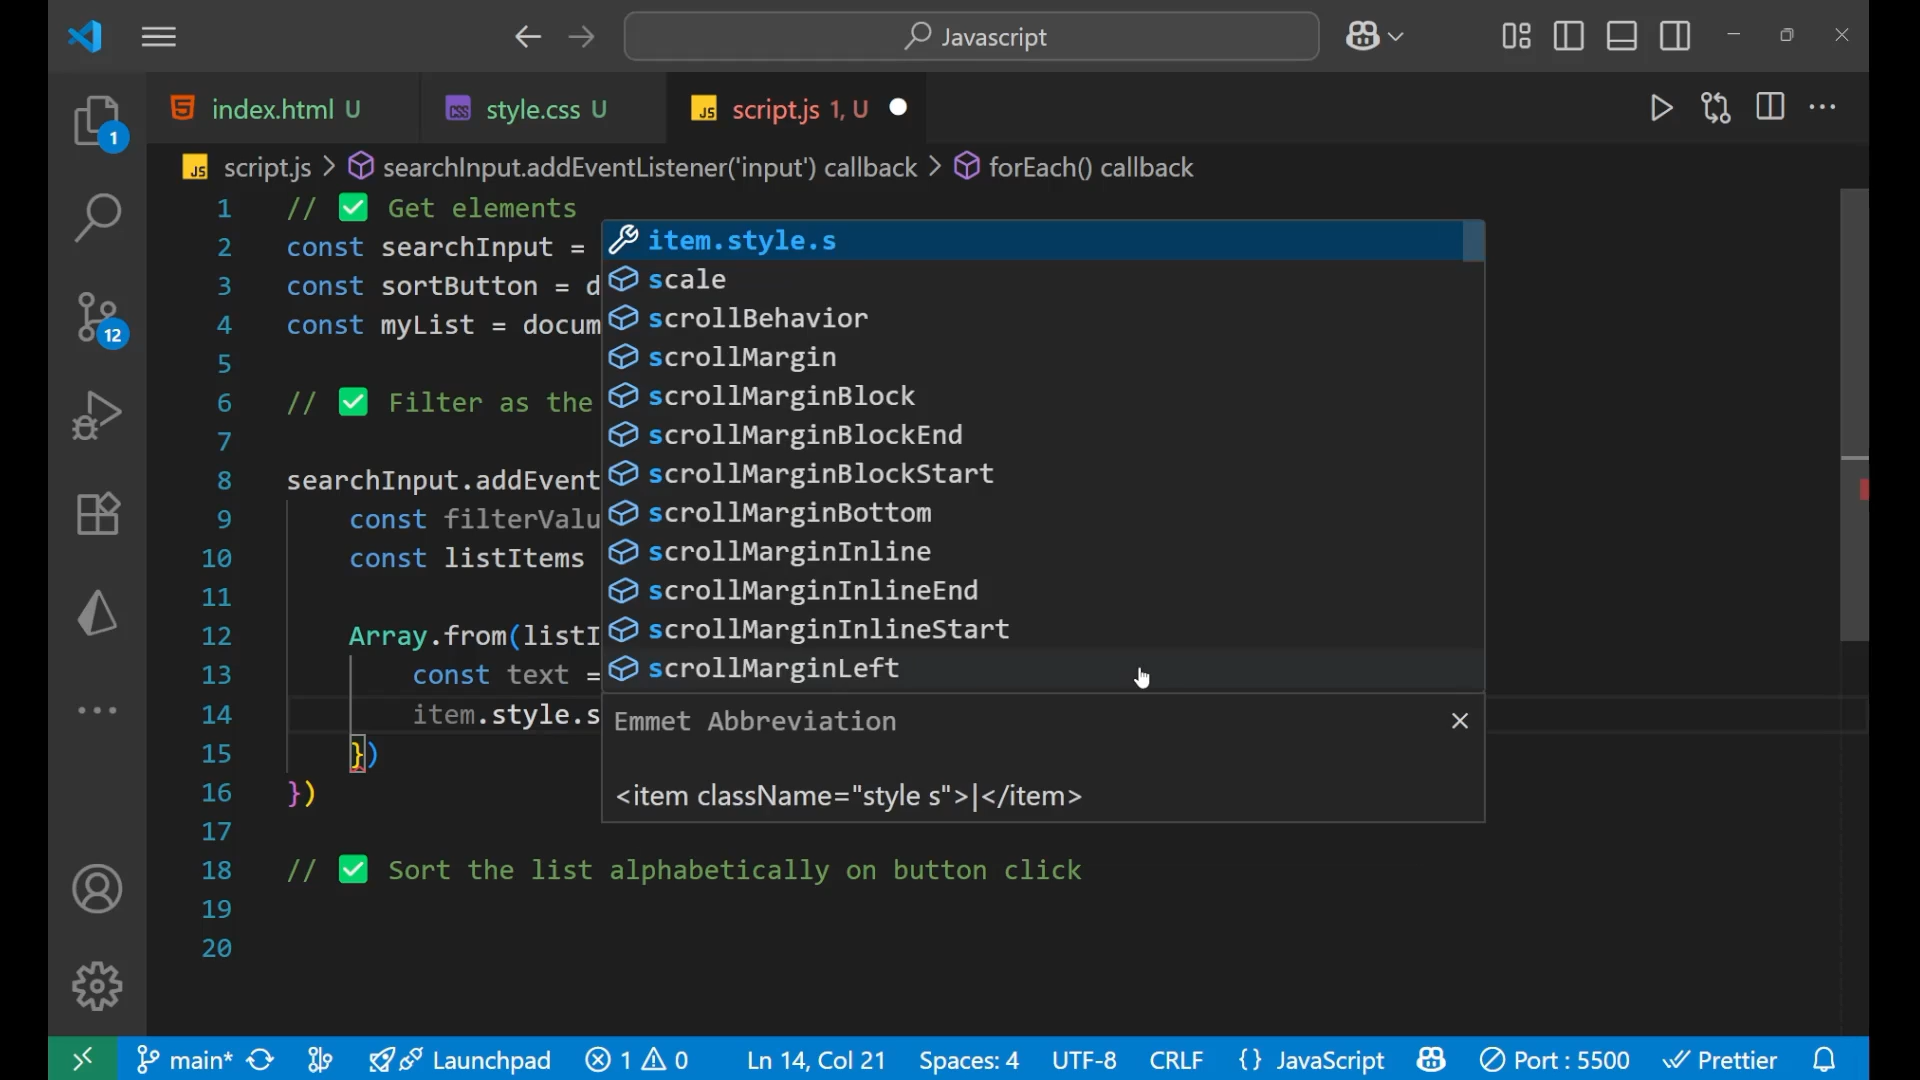 Javascript
index.html U
style.css U
script.js 1, U
script.js > searchInput.addEventListener('input') callback > forEach() callback
1 // ✅ Get elements
2 const searchInput =
3 const sortButton = d
4 const myList = docum
5
6 // ✅ Filter as the
7
8 searchInput.addEvent
9 const filterValu
10 const listItems
11
12 Array.from(listI
13 const text =
14 item.style.s
15 })
16 })
17
18 // ✅ Sort the list alphabetically on button click
19
20
item.style.s
scale
scrollBehavior
scrollMargin
scrollMarginBlock
scrollMarginBlockEnd
scrollMarginBlockStart
scrollMarginBottom
scrollMarginInline
scrollMarginInlineEnd
scrollMarginInlineStart
scrollMarginLeft
Emmet Abbreviation
<item className="style s">|</item>
1
12
main* Launchpad 1 0 Ln 14, Col 21 Spaces: 4 UTF-8 CRLF {} JavaScript Port : 5500 Prettier